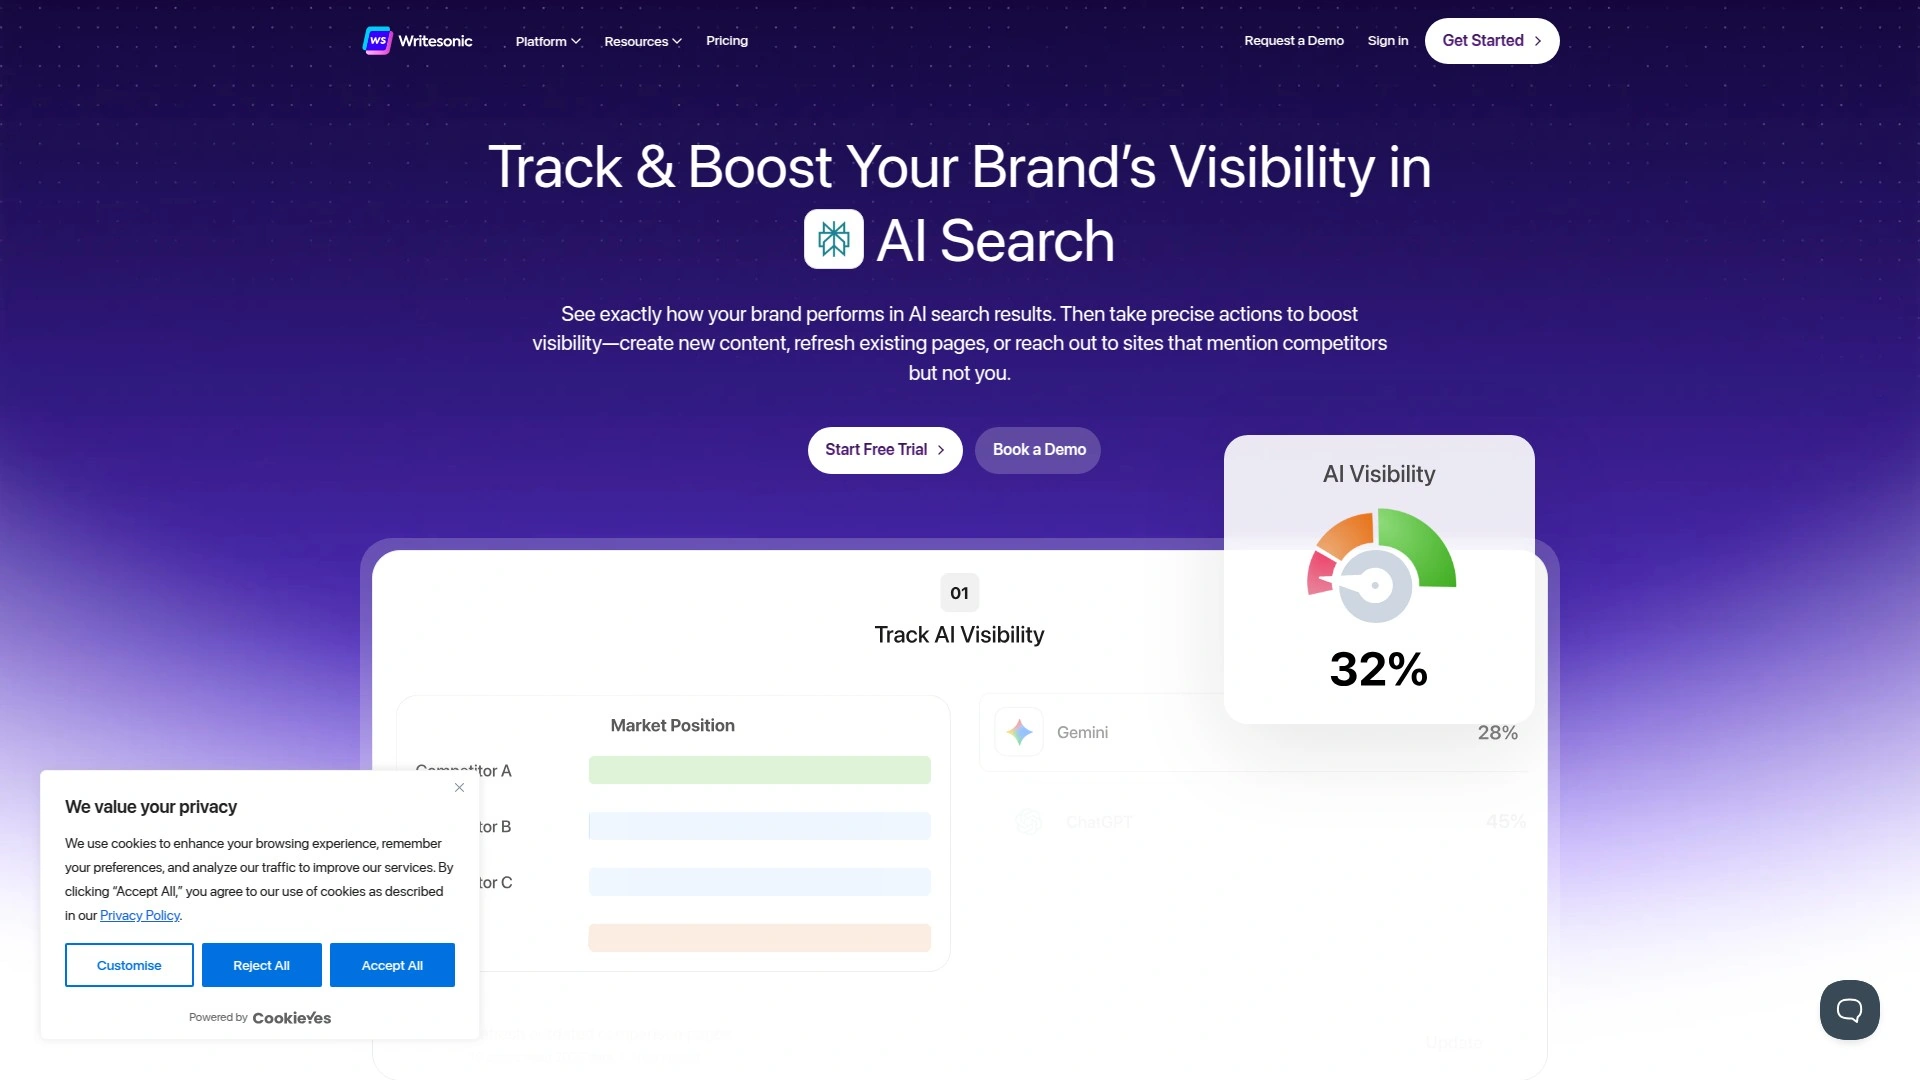 WS Writesonic
Platform
Resources
Pricing
Request a Demo
Sign in
Get Started
Track & Boost Your Brand’s Visibility in
AI Search
See exactly how your brand performs in AI search results. Then take precise actions to boost
visibility—create new content, refresh existing pages, or reach out to sites that mention competitors
but not you.
Start Free Trial
Book a Demo
AI Visibility
32%
01
Track AI Visibility
Market Position
Competitor A
tor B
tor C
Gemini
28%
ChatGPT
45%
We value your privacy
We use cookies to enhance your browsing experience, remember
your preferences, and analyze our traffic to improve our services. By
clicking “Accept All,” you agree to our use of cookies as described
in our Privacy Policy.
Customise
Reject All
Accept All
Powered by CookieYes
Update